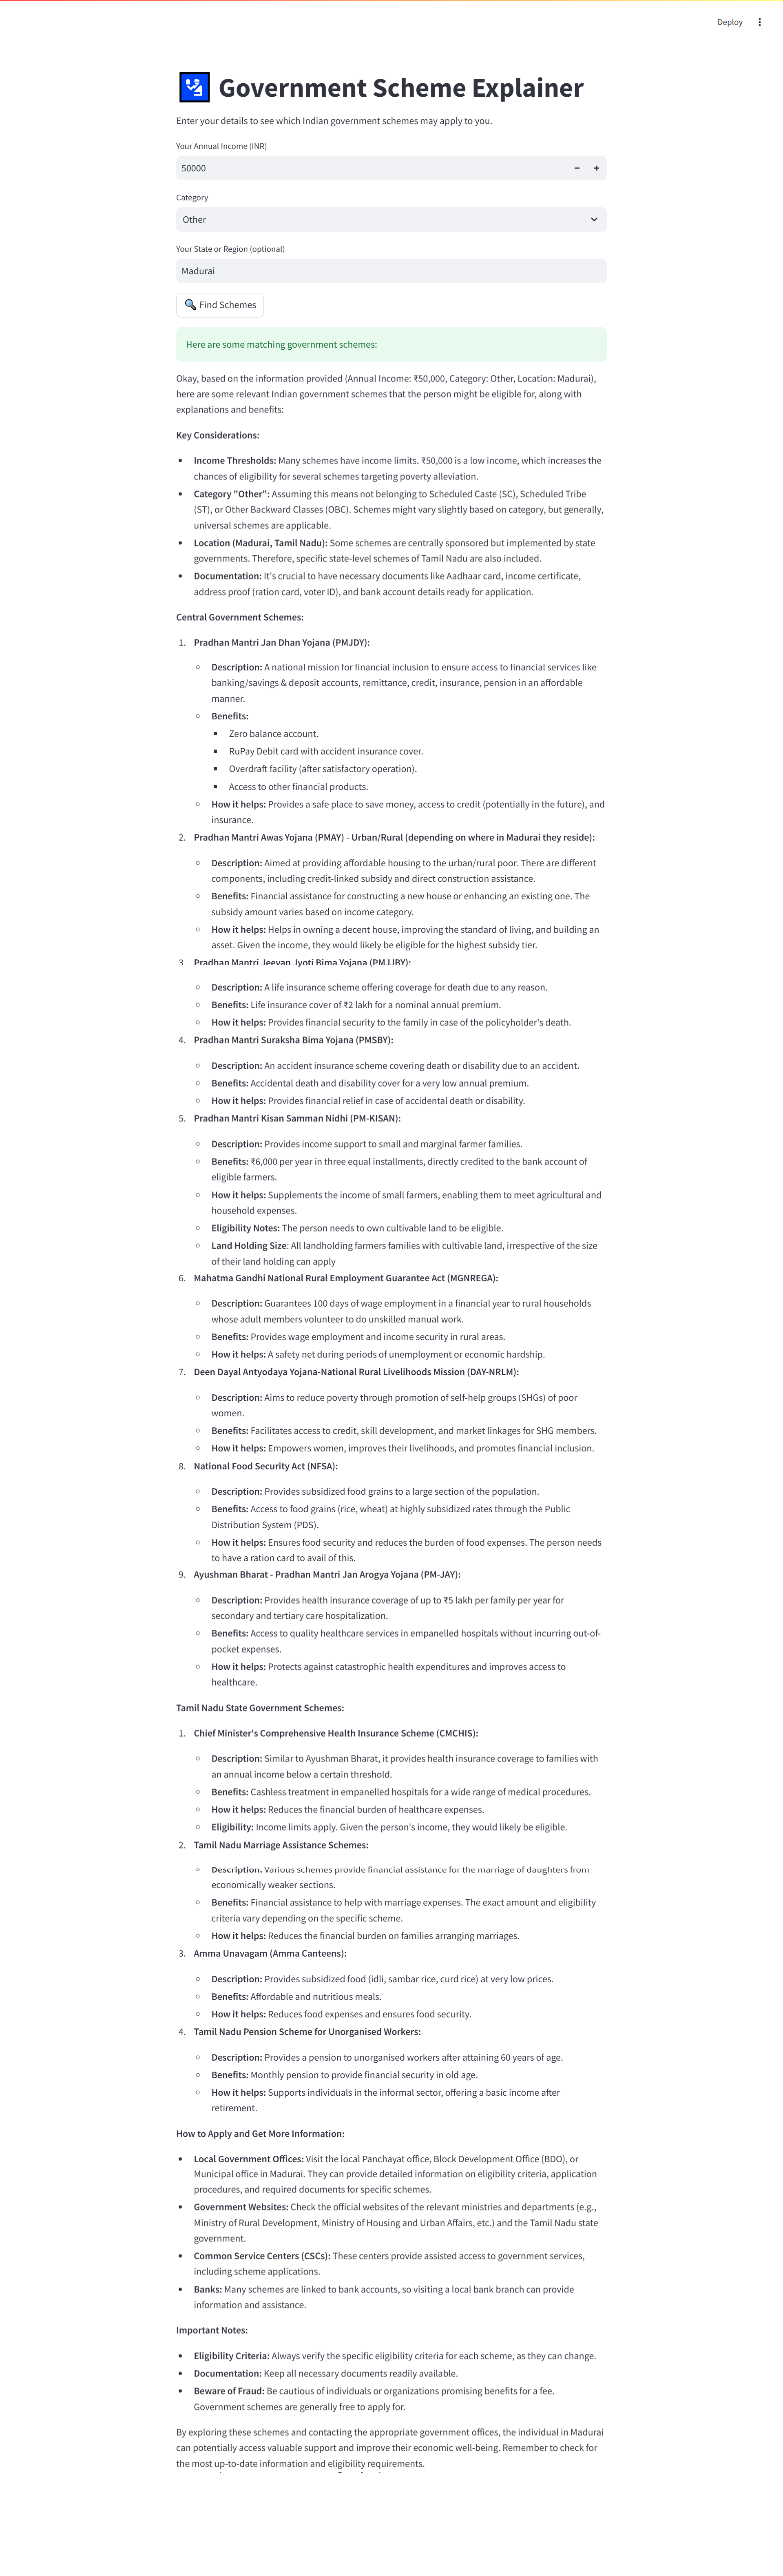 Deploy
Government Scheme Explainer
Enter your details to see which Indian government schemes may apply to you.
Your Annual Income (INR)
50000
Category
Other
Your State or Region (optional)
Madurai
Find Schemes
Here are some matching government schemes:
Okay, based on the information provided (Annual Income: ₹50,000, Category: Other, Location: Madurai),
here are some relevant Indian government schemes that the person might be eligible for, along with
explanations and benefits:
Key Considerations:
• Income Thresholds: Many schemes have income limits. ₹50,000 is a low income, which increases the
chances of eligibility for several schemes targeting poverty alleviation.
• Category "Other": Assuming this means not belonging to Scheduled Caste (SC), Scheduled Tribe
(ST), or Other Backward Classes (OBC). Schemes might vary slightly based on category, but generally,
universal schemes are applicable.
• Location (Madurai, Tamil Nadu): Some schemes are centrally sponsored but implemented by state
governments. Therefore, specific state-level schemes of Tamil Nadu are also included.
• Documentation: It's crucial to have necessary documents like Aadhaar card, income certificate,
address proof (ration card, voter ID), and bank account details ready for application.
Central Government Schemes:
1. Pradhan Mantri Jan Dhan Yojana (PMJDY):
○ Description: A national mission for financial inclusion to ensure access to financial services like
banking/savings & deposit accounts, remittance, credit, insurance, pension in an affordable
manner.
○ Benefits:
▪ Zero balance account.
▪ RuPay Debit card with accident insurance cover.
▪ Overdraft facility (after satisfactory operation).
▪ Access to other financial products.
○ How it helps: Provides a safe place to save money, access to credit (potentially in the future), and
insurance.
2. Pradhan Mantri Awas Yojana (PMAY) - Urban/Rural (depending on where in Madurai they reside):
○ Description: Aimed at providing affordable housing to the urban/rural poor. There are different
components, including credit-linked subsidy and direct construction assistance.
○ Benefits: Financial assistance for constructing a new house or enhancing an existing one. The
subsidy amount varies based on income category.
○ How it helps: Helps in owning a decent house, improving the standard of living, and building an
asset. Given the income, they would likely be eligible for the highest subsidy tier.
3. Pradhan Mantri Jeevan Jyoti Bima Yojana (PMJJBY):
○ Description: A life insurance scheme offering coverage for death due to any reason.
○ Benefits: Life insurance cover of ₹2 lakh for a nominal annual premium.
○ How it helps: Provides financial security to the family in case of the policyholder's death.
4. Pradhan Mantri Suraksha Bima Yojana (PMSBY):
○ Description: An accident insurance scheme covering death or disability due to an accident.
○ Benefits: Accidental death and disability cover for a very low annual premium.
○ How it helps: Provides financial relief in case of accidental death or disability.
5. Pradhan Mantri Kisan Samman Nidhi (PM-KISAN):
○ Description: Provides income support to small and marginal farmer families.
○ Benefits: ₹6,000 per year in three equal installments, directly credited to the bank account of
eligible farmers.
○ How it helps: Supplements the income of small farmers, enabling them to meet agricultural and
household expenses.
○ Eligibility Notes: The person needs to own cultivable land to be eligible.
○ Land Holding Size: All landholding farmers families with cultivable land, irrespective of the size
of their land holding can apply
6. Mahatma Gandhi National Rural Employment Guarantee Act (MGNREGA):
○ Description: Guarantees 100 days of wage employment in a financial year to rural households
whose adult members volunteer to do unskilled manual work.
○ Benefits: Provides wage employment and income security in rural areas.
○ How it helps: A safety net during periods of unemployment or economic hardship.
7. Deen Dayal Antyodaya Yojana-National Rural Livelihoods Mission (DAY-NRLM):
○ Description: Aims to reduce poverty through promotion of self-help groups (SHGs) of poor
women.
○ Benefits: Facilitates access to credit, skill development, and market linkages for SHG members.
○ How it helps: Empowers women, improves their livelihoods, and promotes financial inclusion.
8. National Food Security Act (NFSA):
○ Description: Provides subsidized food grains to a large section of the population.
○ Benefits: Access to food grains (rice, wheat) at highly subsidized rates through the Public
Distribution System (PDS).
○ How it helps: Ensures food security and reduces the burden of food expenses. The person needs
to have a ration card to avail of this.
9. Ayushman Bharat - Pradhan Mantri Jan Arogya Yojana (PM-JAY):
○ Description: Provides health insurance coverage of up to ₹5 lakh per family per year for
secondary and tertiary care hospitalization.
○ Benefits: Access to quality healthcare services in empanelled hospitals without incurring out-of-
pocket expenses.
○ How it helps: Protects against catastrophic health expenditures and improves access to
healthcare.
Tamil Nadu State Government Schemes:
1. Chief Minister's Comprehensive Health Insurance Scheme (CMCHIS):
○ Description: Similar to Ayushman Bharat, it provides health insurance coverage to families with
an annual income below a certain threshold.
○ Benefits: Cashless treatment in empanelled hospitals for a wide range of medical procedures.
○ How it helps: Reduces the financial burden of healthcare expenses.
○ Eligibility: Income limits apply. Given the person's income, they would likely be eligible.
2. Tamil Nadu Marriage Assistance Schemes:
○ Description: Various schemes provide financial assistance for the marriage of daughters from
economically weaker sections.
○ Benefits: Financial assistance to help with marriage expenses. The exact amount and eligibility
criteria vary depending on the specific scheme.
○ How it helps: Reduces the financial burden on families arranging marriages.
3. Amma Unavagam (Amma Canteens):
○ Description: Provides subsidized food (idli, sambar rice, curd rice) at very low prices.
○ Benefits: Affordable and nutritious meals.
○ How it helps: Reduces food expenses and ensures food security.
4. Tamil Nadu Pension Scheme for Unorganised Workers:
○ Description: Provides a pension to unorganised workers after attaining 60 years of age.
○ Benefits: Monthly pension to provide financial security in old age.
○ How it helps: Supports individuals in the informal sector, offering a basic income after
retirement.
How to Apply and Get More Information:
• Local Government Offices: Visit the local Panchayat office, Block Development Office (BDO), or
Municipal office in Madurai. They can provide detailed information on eligibility criteria, application
procedures, and required documents for specific schemes.
• Government Websites: Check the official websites of the relevant ministries and departments (e.g.,
Ministry of Rural Development, Ministry of Housing and Urban Affairs, etc.) and the Tamil Nadu state
government.
• Common Service Centers (CSCs): These centers provide assisted access to government services,
including scheme applications.
• Banks: Many schemes are linked to bank accounts, so visiting a local bank branch can provide
information and assistance.
Important Notes:
• Eligibility Criteria: Always verify the specific eligibility criteria for each scheme, as they can change.
• Documentation: Keep all necessary documents readily available.
• Beware of Fraud: Be cautious of individuals or organizations promising benefits for a fee.
Government schemes are generally free to apply for.
By exploring these schemes and contacting the appropriate government offices, the individual in Madurai
can potentially access valuable support and improve their economic well-being. Remember to check for
the most up-to-date information and eligibility requirements.